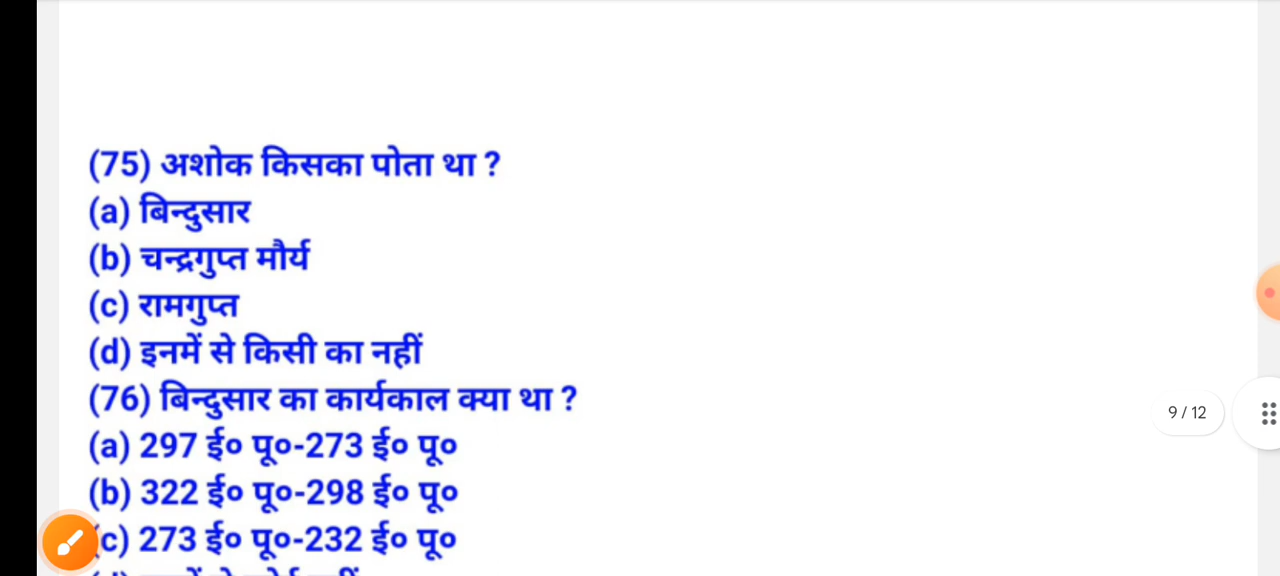 (75) अशोक किसका पोता था ?
(a) बिन्दुसार
(b) चन्द्रगुप्त मौर्य
(c) रामगुप्त
(d) इनमें से किसी का नहीं
(76) बिन्दुसार का कार्यकाल क्या था ?
(a) 297 ई० पू०-273 ई० पू०
9 / 12
(b) 322 ई० पू०-298 ई० पू०
(c) 273 ई० पू०-232 ई० पू०